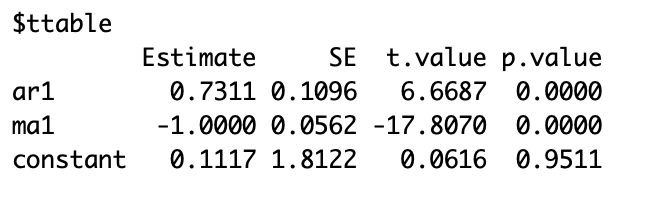 $ttable
Estimate SE t.value p.value
ar1 0.7311 0.1096 6.6687 0.0000
ma1 -1.0000 0.0562 -17.8070 0.0000
constant 0.1117 1.8122 0.0616 0.9511